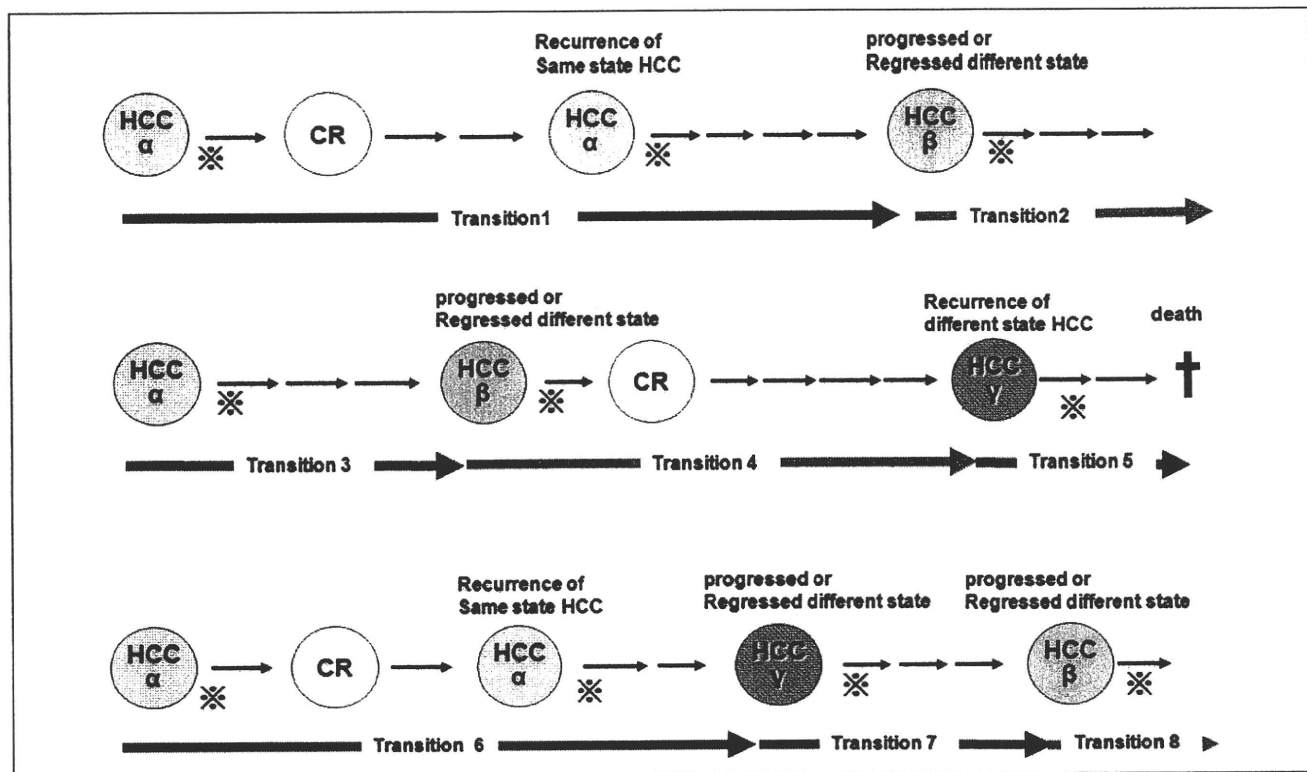 Recurrence of
Same state HCC
progressed or
Regressed different state
HCC
α
※
CR
HCC
α
※
HCC
β
※
Transition1
Transition2
progressed or
Regressed different state
Recurrence of
different state HCC
death
HCC
α
※
HCC
β
※
CR
HCC
γ
※
Transition 3
Transition 4
Transition 5
Recurrence of
Same state HCC
progressed or
Regressed different state
progressed or
Regressed different state
HCC
α
※
CR
HCC
α
※
HCC
γ
※
HCC
β
※
Transition 6
Transition 7
Transition 8